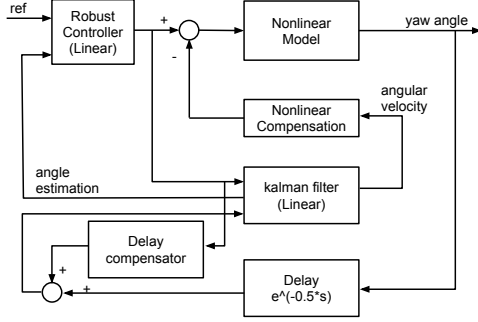 ref
Robust
Controller
(Linear)
+
-
Nonlinear
Model
yaw angle
angular
velocity
Nonlinear
Compensation
angle
estimation
kalman filter
(Linear)
Delay
compensator
+
+
Delay
e^(-0.5*s)